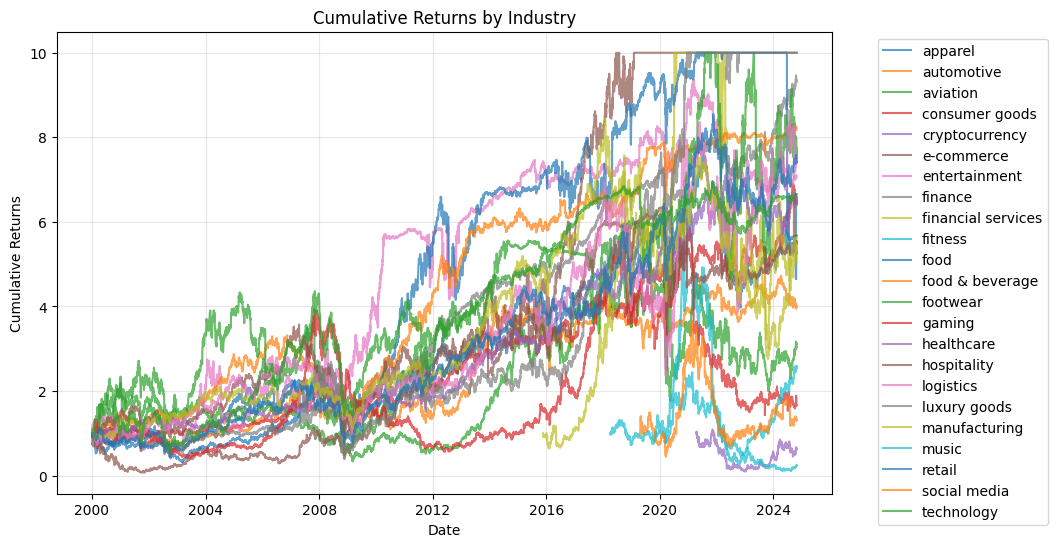 Cumulative Returns by Industry
10
8
6
4
2
0
Cumulative Returns
2000
2004
2008
2012
2016
2020
2024
Date
apparel
automotive
aviation
consumer goods
cryptocurrency
e-commerce
entertainment
finance
financial services
fitness
food
food & beverage
footwear
gaming
healthcare
hospitality
logistics
luxury goods
manufacturing
music
retail
social media
technology